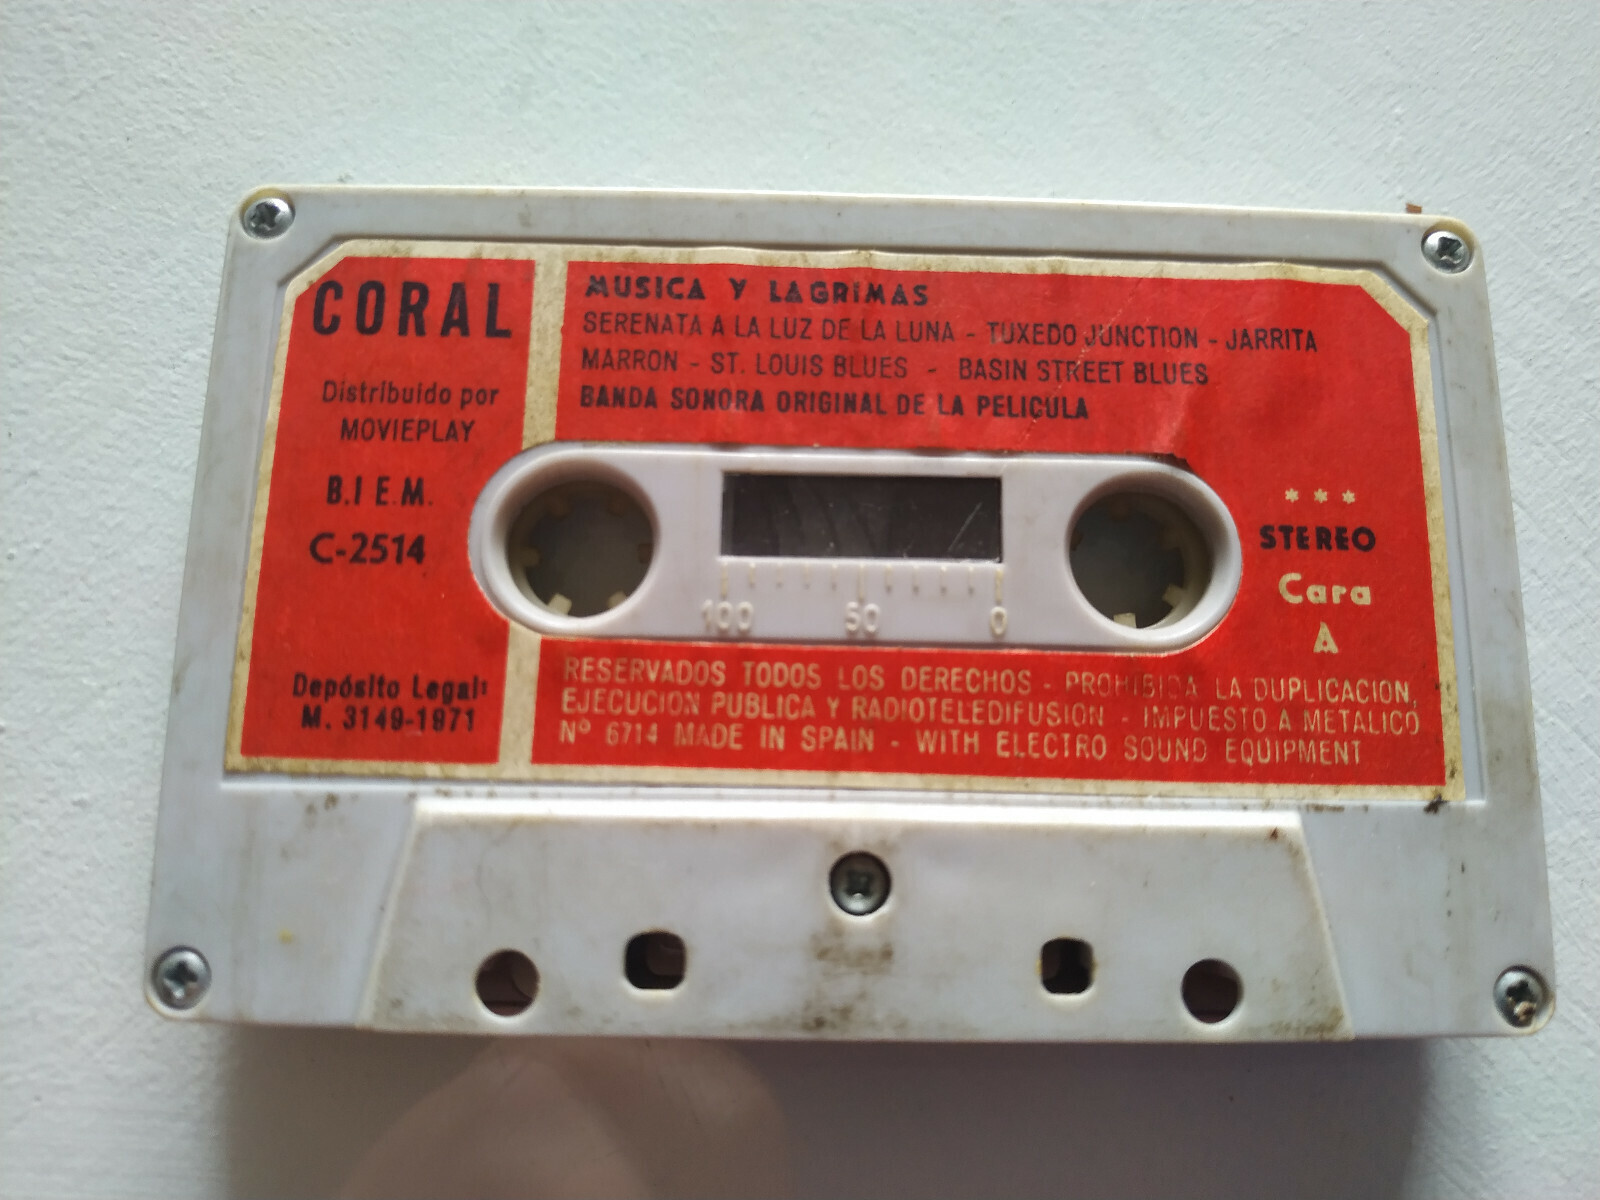 CORAL
Distribuido por
MOVIEPLAY
B.I E.M.
C-2514
Depósito Legal:
M. 3149-1971
MUSICA Y LAGRIMAS
SERENATA A LA LUZ DE LA LUNA - TUXEDO JUNCTION - JARRITA
MARRON - ST. LOUIS BLUES - BASIN STREET BLUES
BANDA SONORA ORIGINAL DE LA PELICULA
100 50 0
* * *
STEREO
Cara
A
RESERVADOS TODOS LOS DERECHOS - PROHIBIDA LA DUPLICACION,
EJECUCION PUBLICA Y RADIOTELEDIFUSION - IMPUESTO A METALICO
Nº 6714 MADE IN SPAIN - WITH ELECTRO SOUND EQUIPMENT